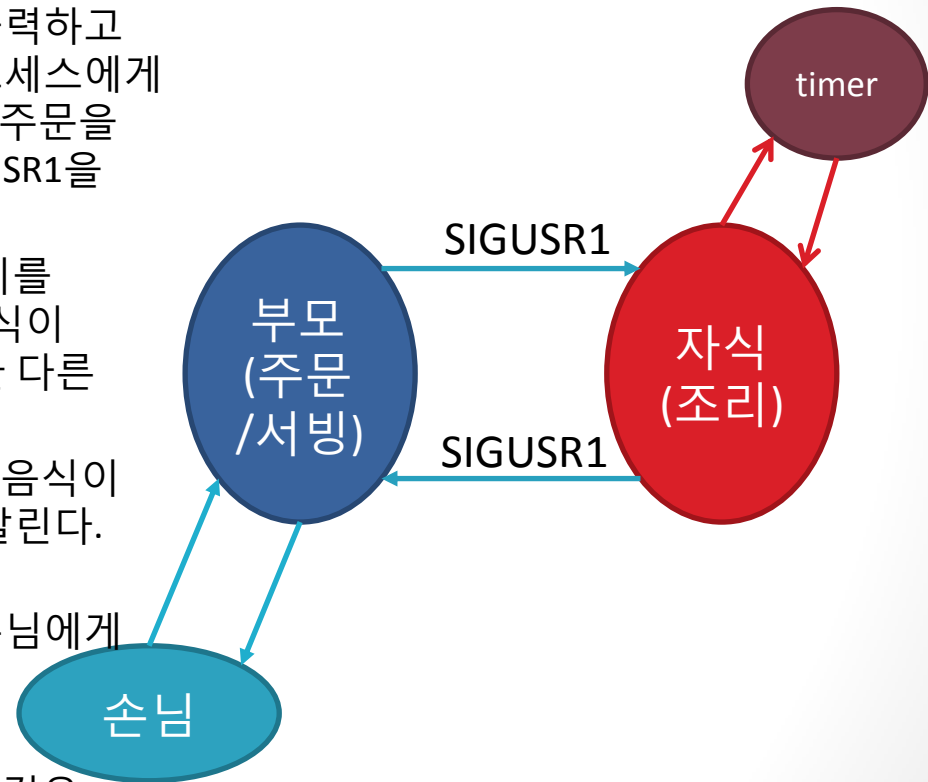 력하고
세스에게
주문을
SR1을
를
식이
다른
음식이
알린다.
님에게
timer
SIGUSR1
부모
(주문
/서빙)
자식
(조리)
SIGUSR1
손님